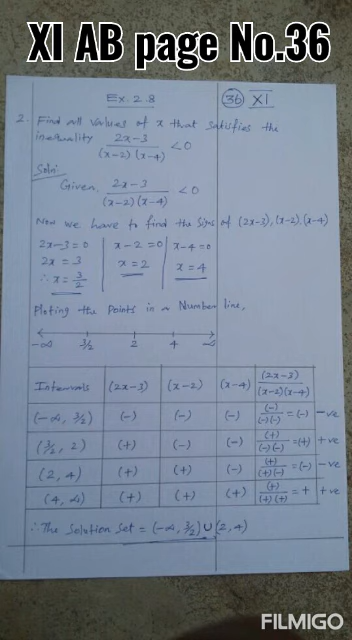 XI AB page No.36
Ex. 2.8 (36) XI
2. Find all values of x that satisfies the
inequality (2x-3)/((x-2)(x-4)) < 0
Soln:
Given, (2x-3)/((x-2)(x-4)) < 0
Now we have to find the signs of (2x-3), (x-2), (x-4)
2x-3=0 | x-2=0 | x-4=0
2x=3 | x=2 | x=4
∴ x=3/2
Ploting the points in a Number line,
-∞ 3/2 2 4 -∞
Intervals | (2x-3) | (x-2) | (x-4) | (2x-3)/((x-2)(x-4))
(-∞, 3/2) | (-) | (-) | (-) | (-)/((-)(-)) = (-) -ve
(3/2, 2) | (+) | (-) | (-) | (+)/((-)(-)) = (+) +ve
(2, 4) | (+) | (+) | (-) | (+)/((+)(-)) = (-) -ve
(4, ∞) | (+) | (+) | (+) | (+)/((+)(+)) = + +ve
∴ The Solution Set = (-∞, 3/2) ∪ (2, 4)
FILMIGO